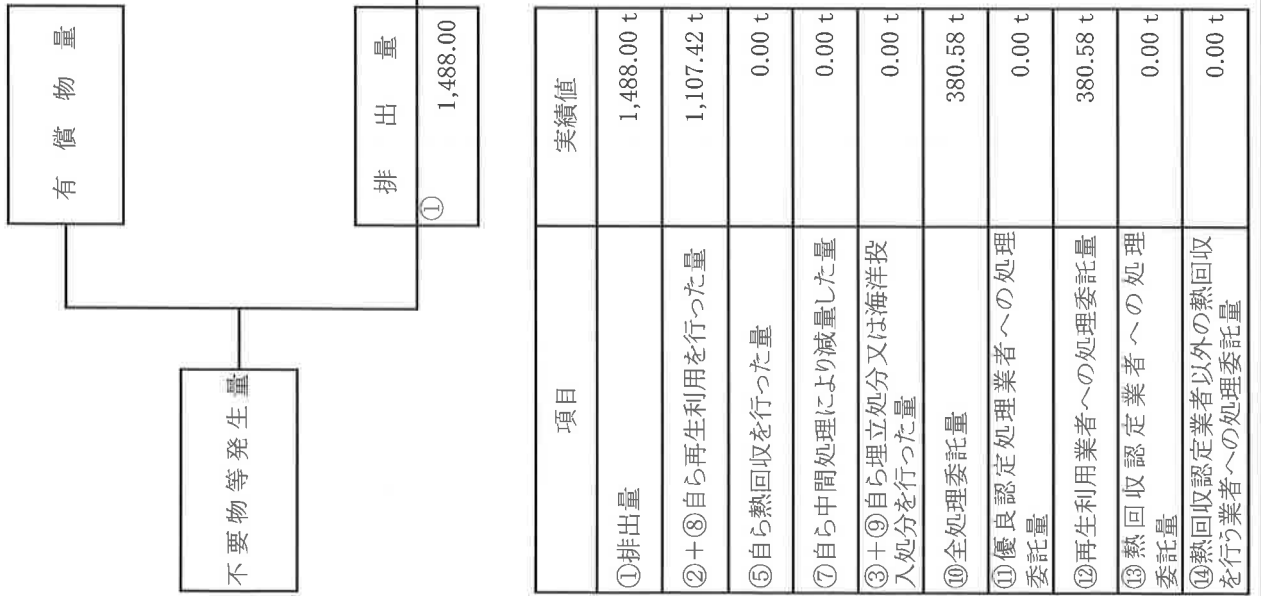 有償物量
不要物等発生量
排出量
①
1,488.00
項目
実績値
①排出量
1,488.00 t
②+⑧自ら再生利用を行った量
1,107.42 t
⑤自ら熱回収を行った量
0.00 t
⑦自ら中間処理により減量した量
0.00 t
③+⑨自ら埋立処分又は海洋投
入処分を行った量
0.00 t
⑩全処理委託量
380.58 t
⑪優良認定処理業者への処理
委託量
0.00 t
⑫再生利用業者への処理委託量
380.58 t
⑬熱回収認定業者への処理
委託量
0.00 t
⑭熱回収認定業者以外の熱回収
を行う業者への処理委託量
0.00 t